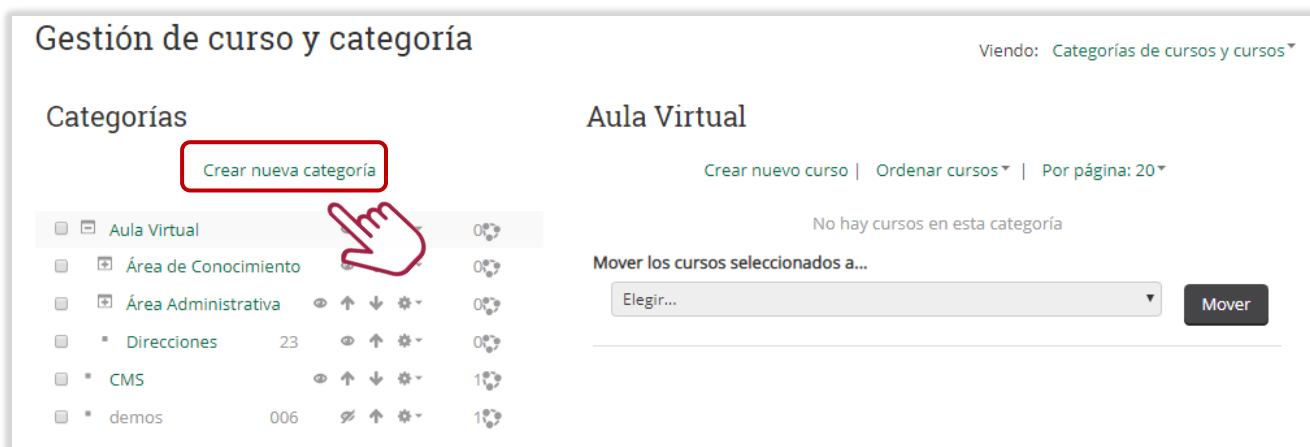 Gestión de curso y categoría
Viendo: Categorías de cursos y cursos
Categorías
Crear nueva categoría
Aula Virtual 0
Área de Conocimiento 0
Área Administrativa 0
Direcciones 23 0
CMS 1
demos 006 1
Aula Virtual
Crear nuevo curso | Ordenar cursos | Por página: 20
No hay cursos en esta categoría
Mover los cursos seleccionados a...
Elegir... Mover